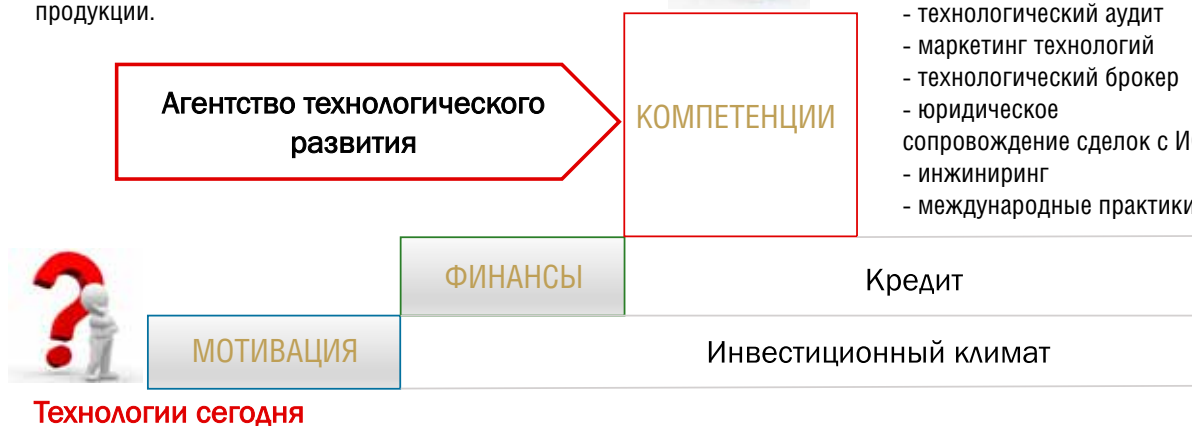 продукции.
- технологический аудит
- маркетинг технологий
- технологический брокер
- юридическое
сопровождение сделок с
- инжиниринг
- международные практики
Агентство технологического
развития
КОМПЕТЕНЦИИ
ФИНАНСЫ
Кредит
МОТИВАЦИЯ
Инвестиционный климат
Технологии сегодня